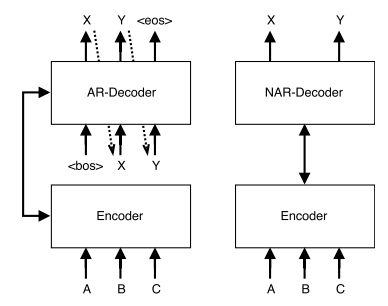 X Y <eos> X Y
AR-Decoder NAR-Decoder
<bos> X Y
Encoder Encoder
A B C A B C